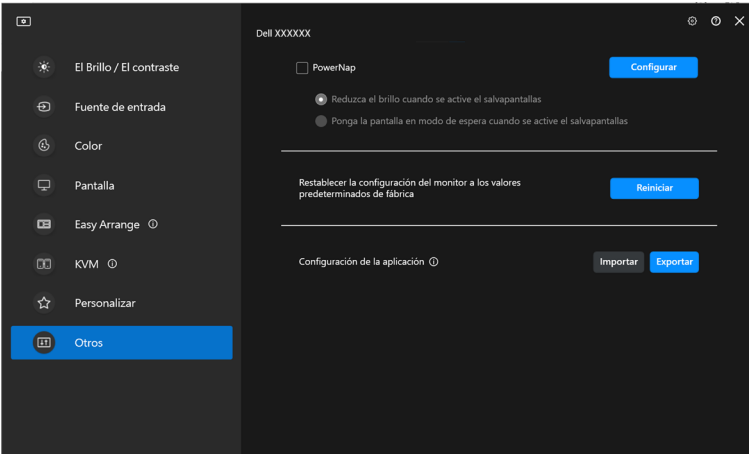 Dell XXXXXX
El Brillo / El contraste
Fuente de entrada
Color
Pantalla
Easy Arrange
KVM
Personalizar
Otros
PowerNap
Configurar
Reduzca el brillo cuando se active el salvapantallas
Ponga la pantalla en modo de espera cuando se active el salvapantallas
Restablecer la configuración del monitor a los valores
predeterminados de fábrica
Reiniciar
Configuración de la aplicación
Importar
Exportar